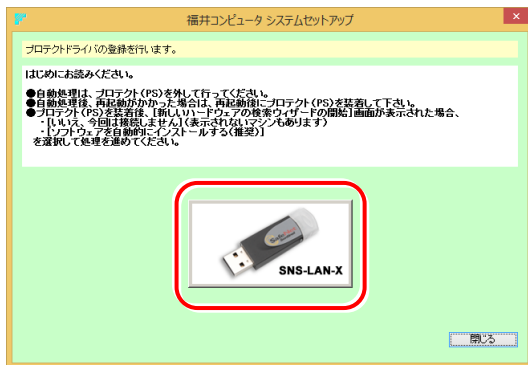 福井コンピュータ システムセットアップ
プロテクトドライバの登録を行います。
はじめにお読みください。
●自動処理は、プロテクト(PS)を外して行ってください。
●自動処理後、再起動がかかった場合は、再起動後にプロテクト(PS)を装着して下さい。
●プロテクト(PS)を装着後、[新しいハードウェアの検索ウィザードの開始]画面が表示された場合、
・[いいえ、今回は接続しません](表示されないマシンもあります)
・[ソフトウェアを自動的にインストールする(推奨)]
を選択して処理を進めてください。
SNS-LAN-X
閉じる